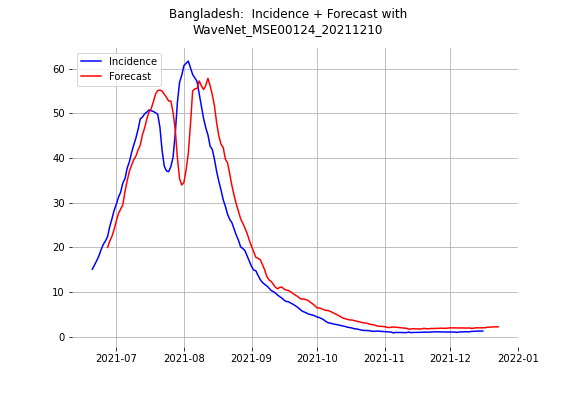 Bangladesh:  Incidence + Forecast with
WaveNet_MSE00124_20211210
Incidence
Forecast
60
50
40
30
20
10
0
2021-07 2021-08 2021-09 2021-10 2021-11 2021-12 2022-01